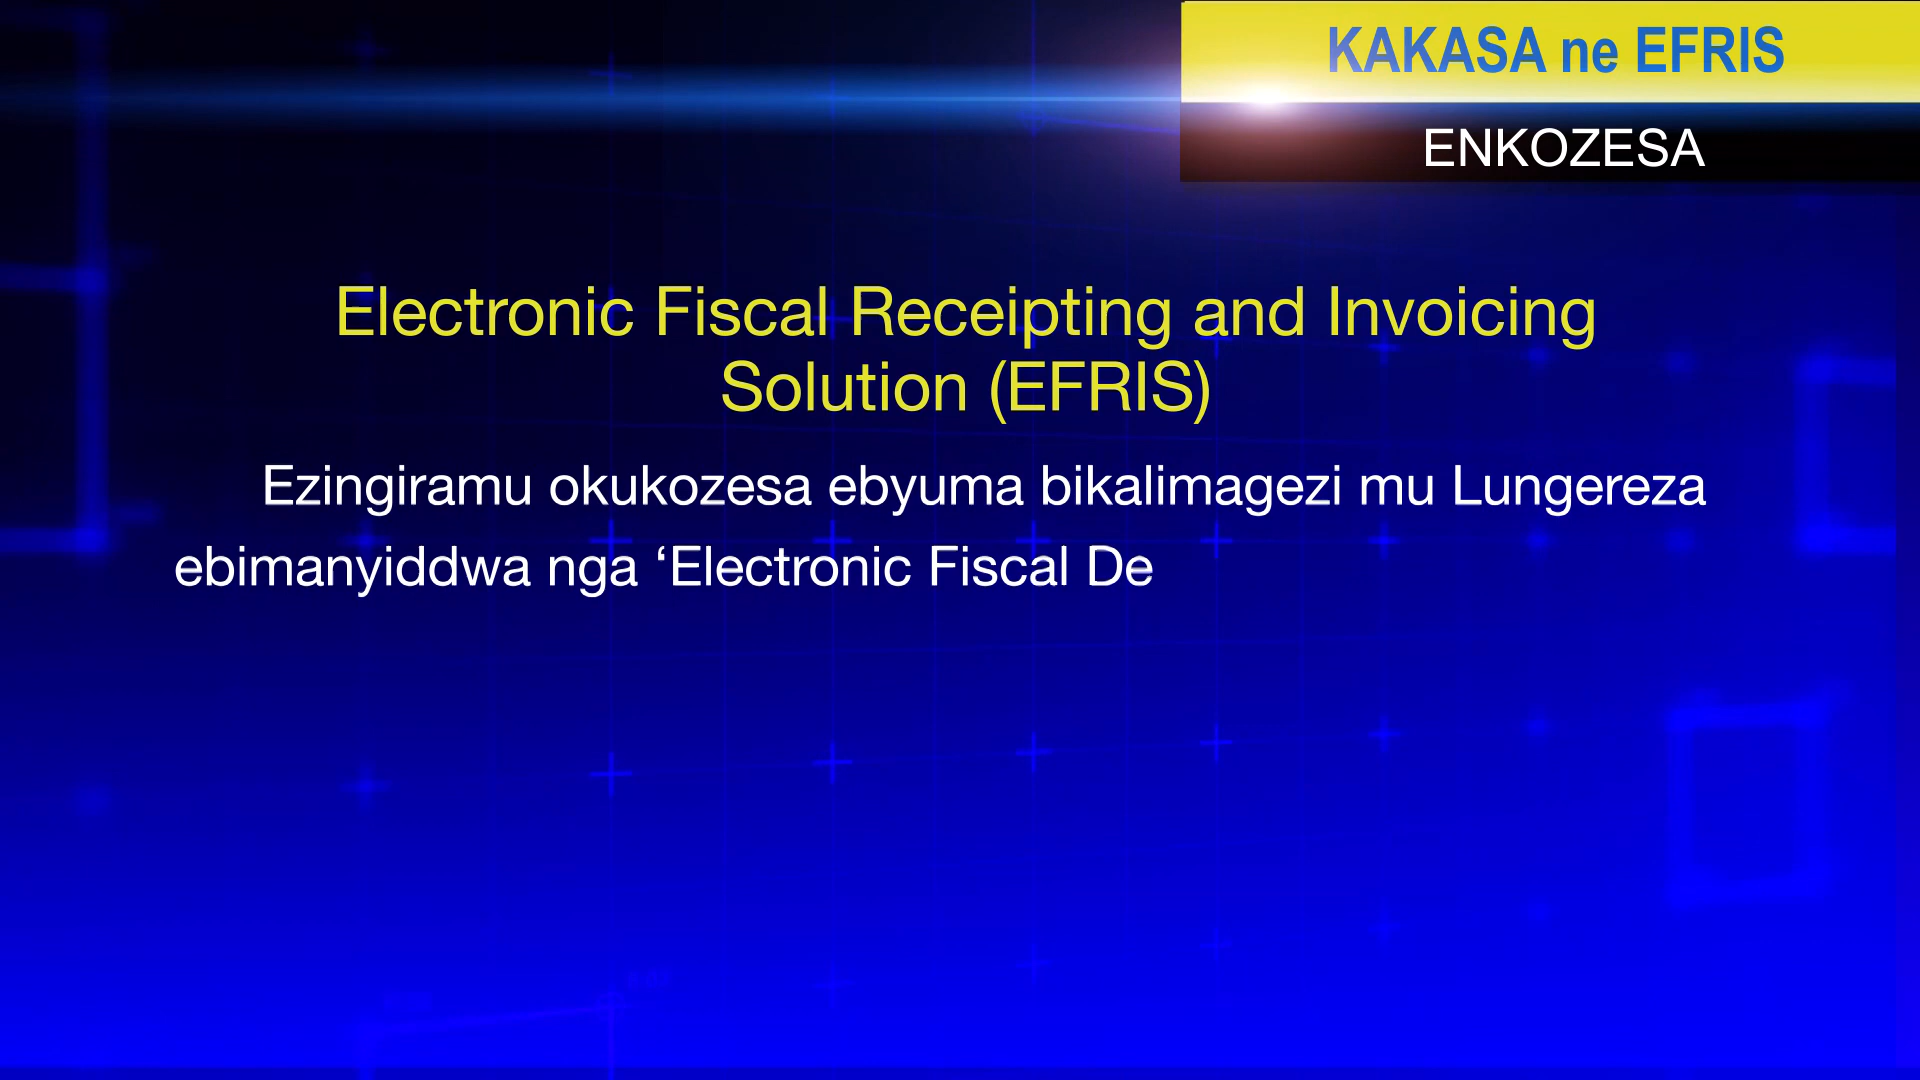 KAKASA ne EFRIS
ENKOZESA
Electronic Fiscal Receipting and Invoicing
Solution (EFRIS)
Ezingiramu okukozesa ebyuma bikalimagezi mu Lungereza
ebimanyiddwa nga ‘Electronic Fiscal De